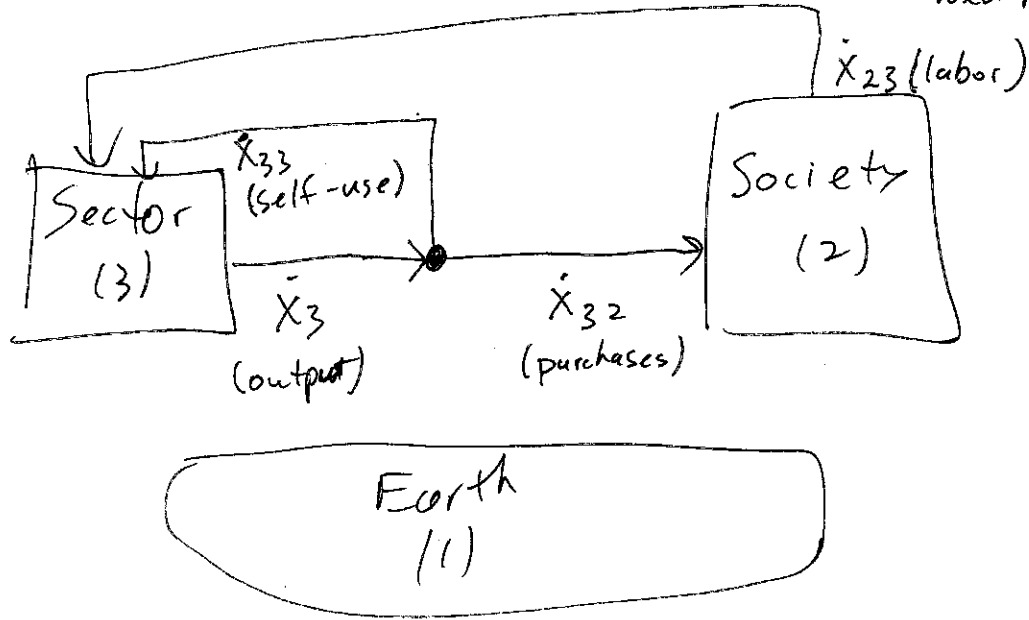 Ẋ23 (labor)
Ẋ33
(self-use)
Sector
(3)
Society
(2)
Ẋ3
(output)
Ẋ32
(purchases)
Earth
(1)